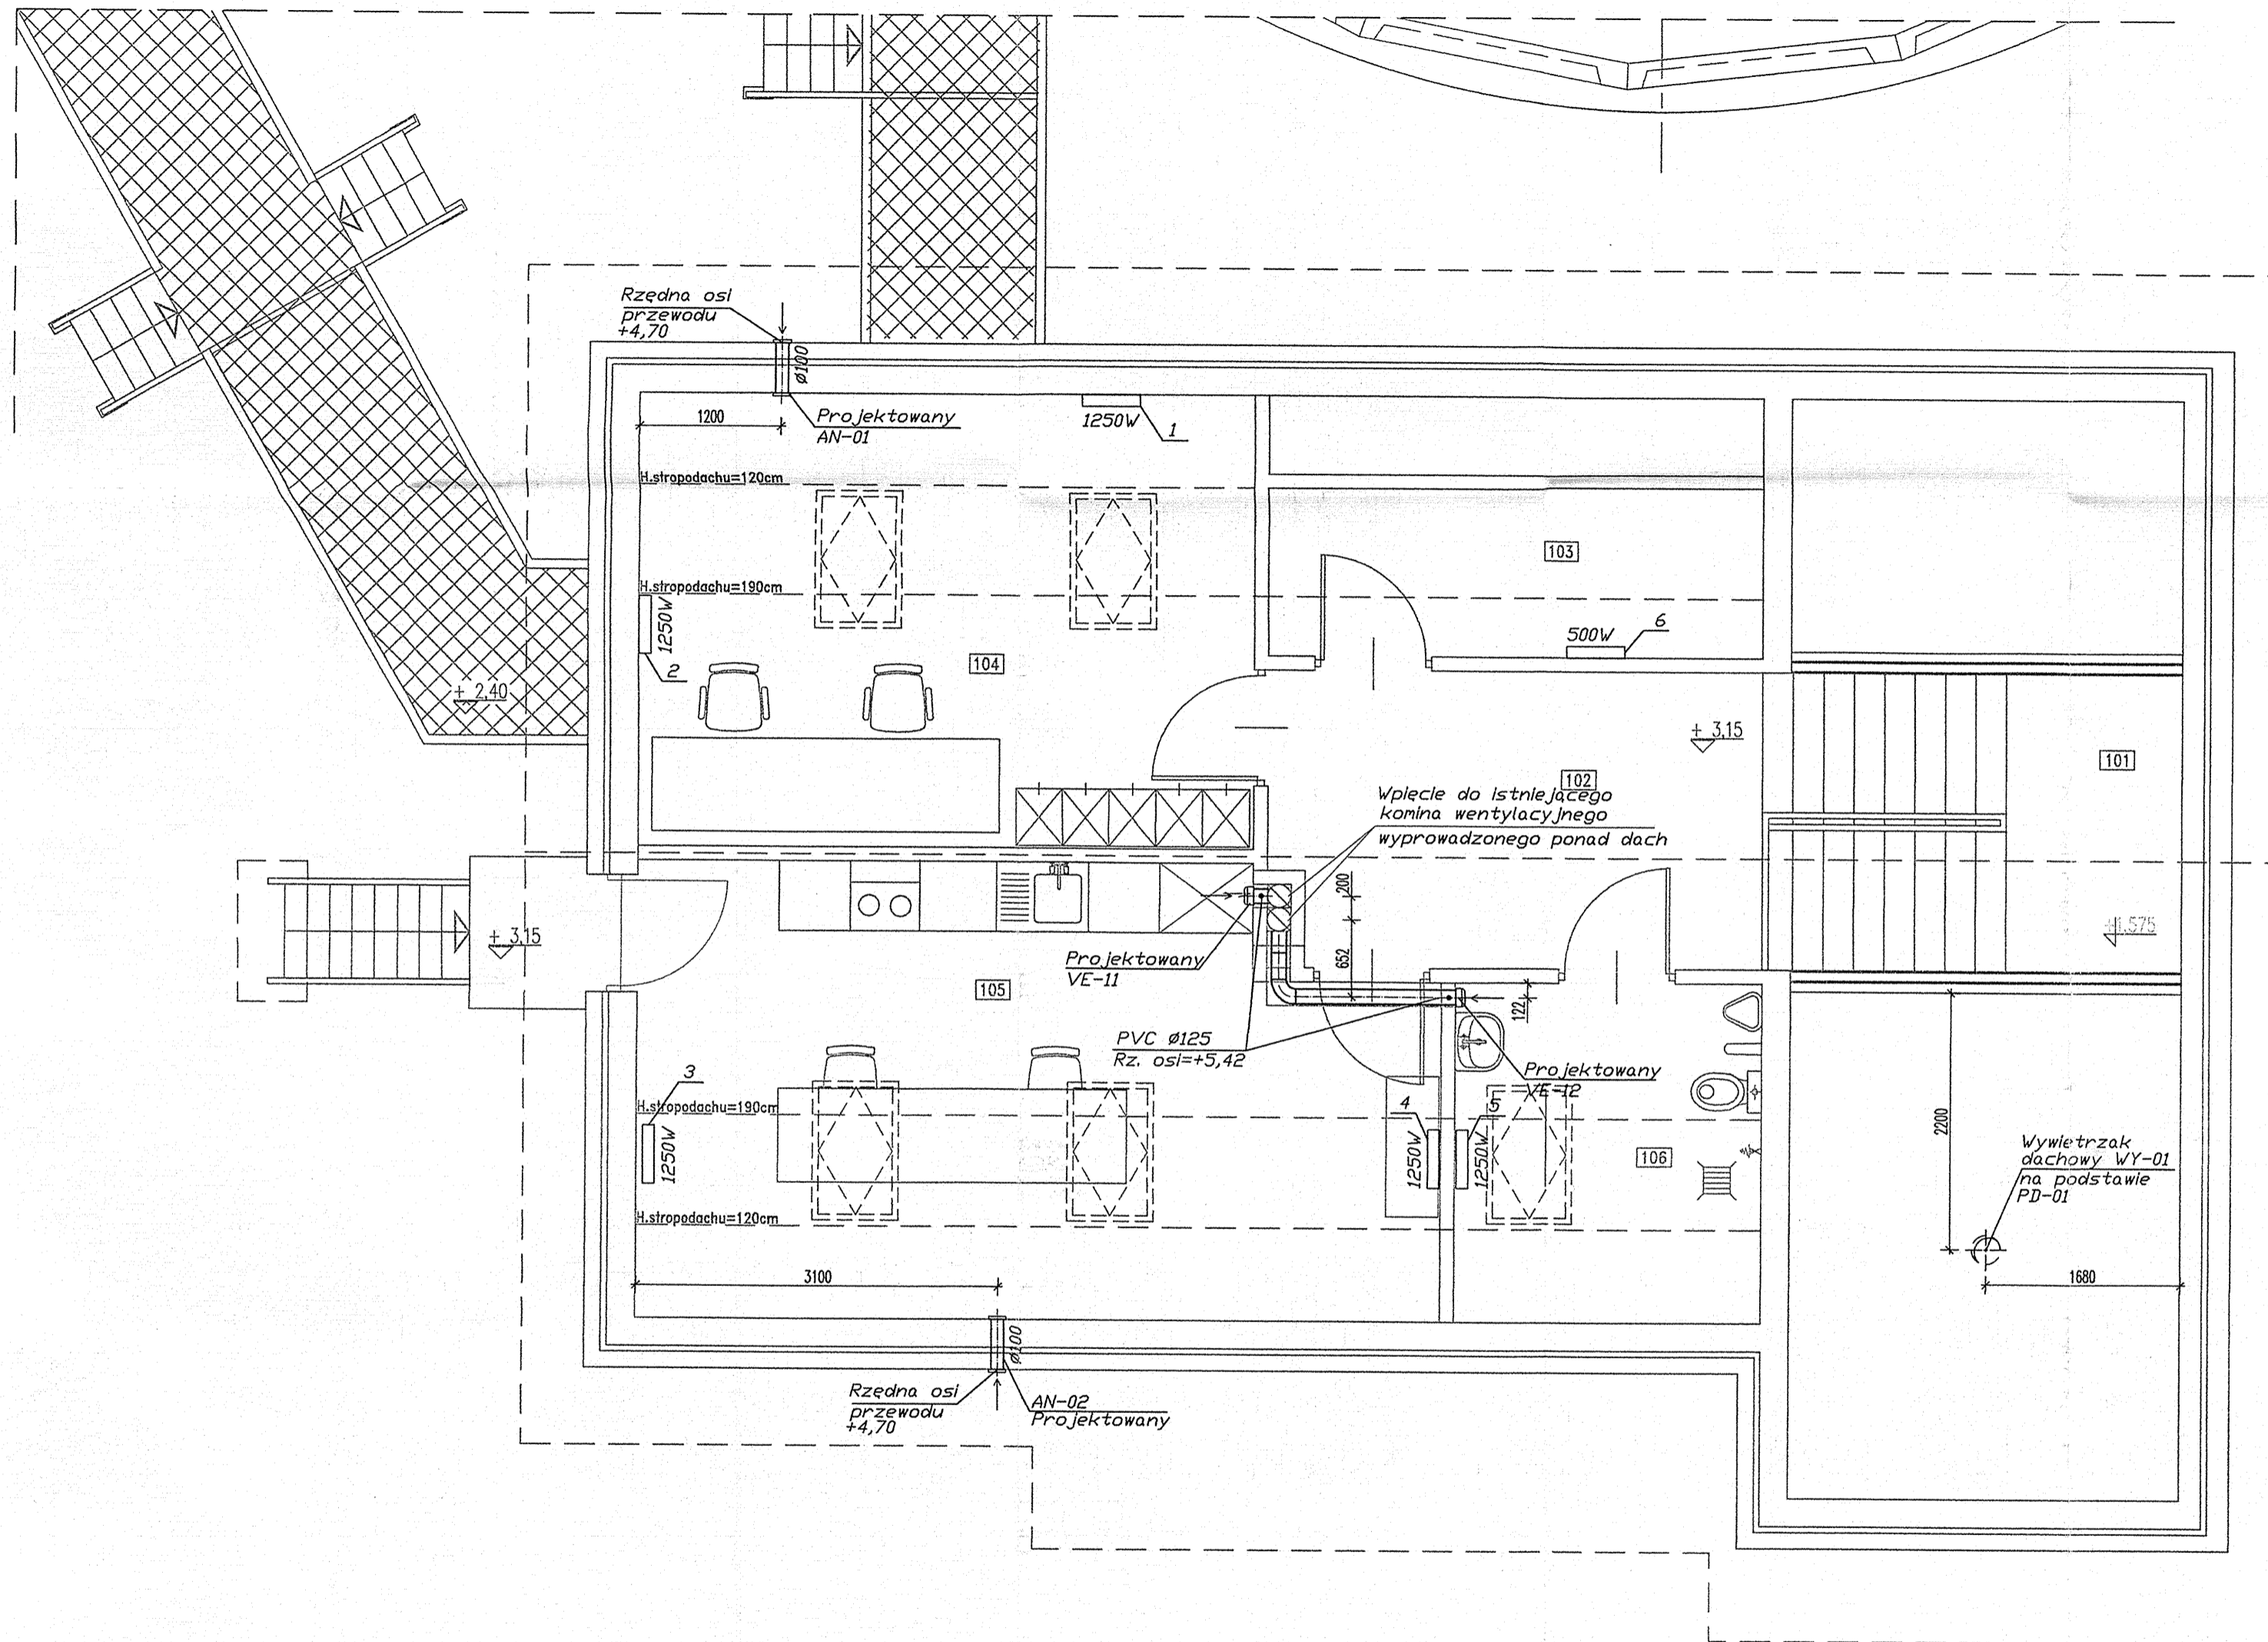 Rzędna osi
przewodu
+4,70
Ø100
1200
Projektowany
AN-01
1250W
1
H.stropodachu=120cm
H.stropodachu=190cm
1250W
2
104
103
500W
6
+ 2,40
+ 3,15
101
102
Wpięcie do istniejącego
komina wentylacyjnego
wyprowadzonego ponad dach
200
652
+ 3,15
Projektowany
VE-11
105
122
PVC Ø125
Rz. osi=+5,42
Projektowany
VE-12
3
H.stropodachu=190cm
1250W
H.stropodachu=120cm
4
1250W
5
1250W
106
2200
Wywietrzak
dachowy WY-01
na podstawie
PD-01
1680
3100
Ø100
Rzędna osi
przewodu
+4,70
AN-02
Projektowany